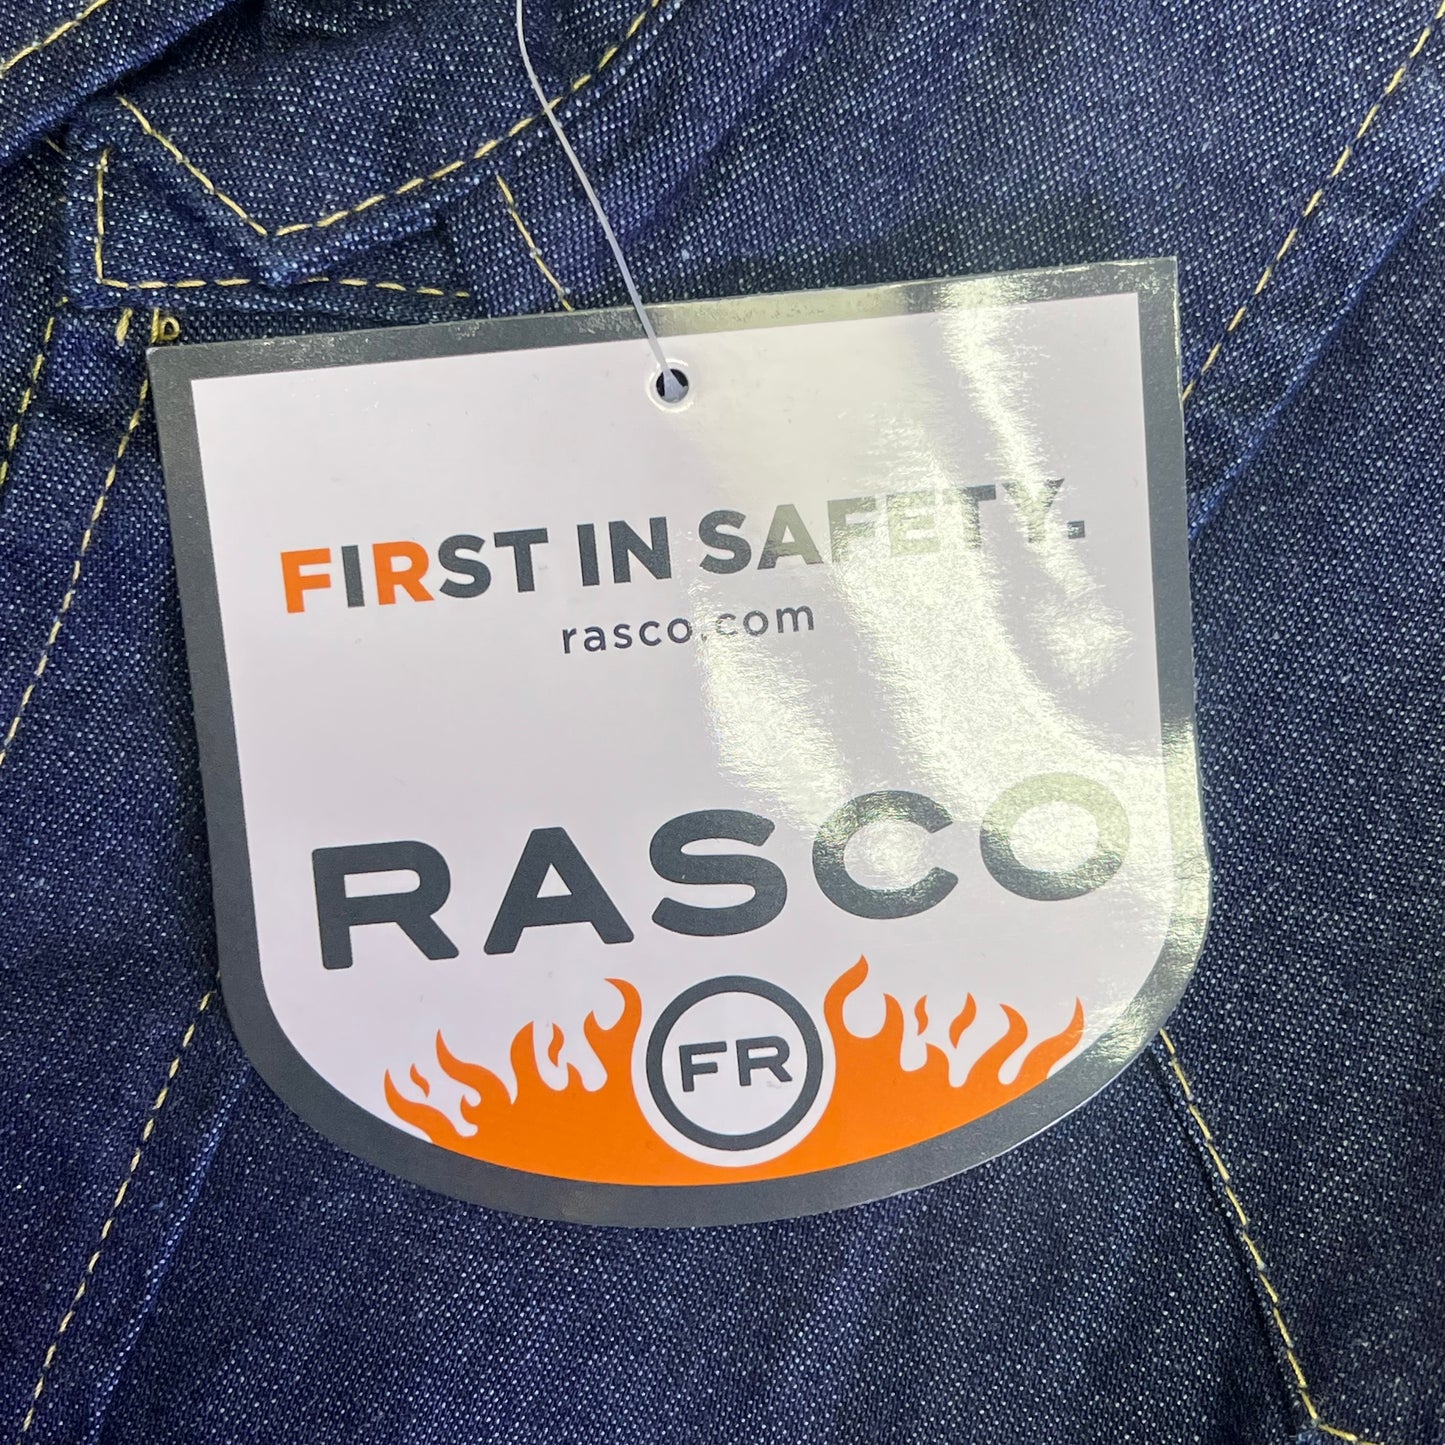 FIRST IN SAFETY.
rasco.com
RASCO
FR